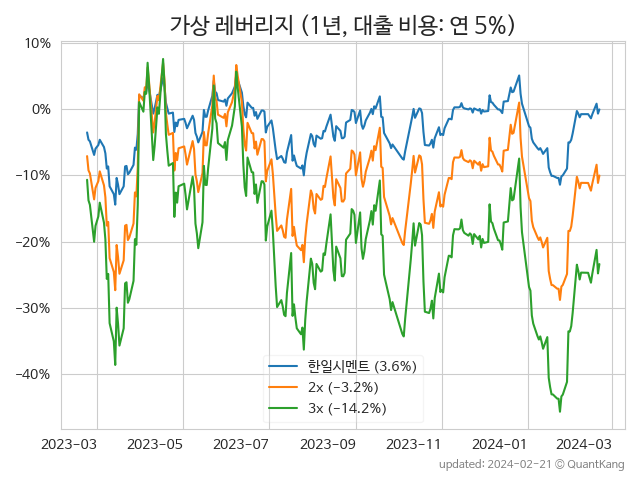 가상 레버리지 (1년, 대출 비용: 연 5%)
10%
0%
−10%
−20%
−30%
−40%
한일시멘트 (3.6%)
2x (−3.2%)
3x (−14.2%)
2023-03 2023-05 2023-07 2023-09 2023-11 2024-01 2024-03
updated: 2024-02-21 © QuantKang